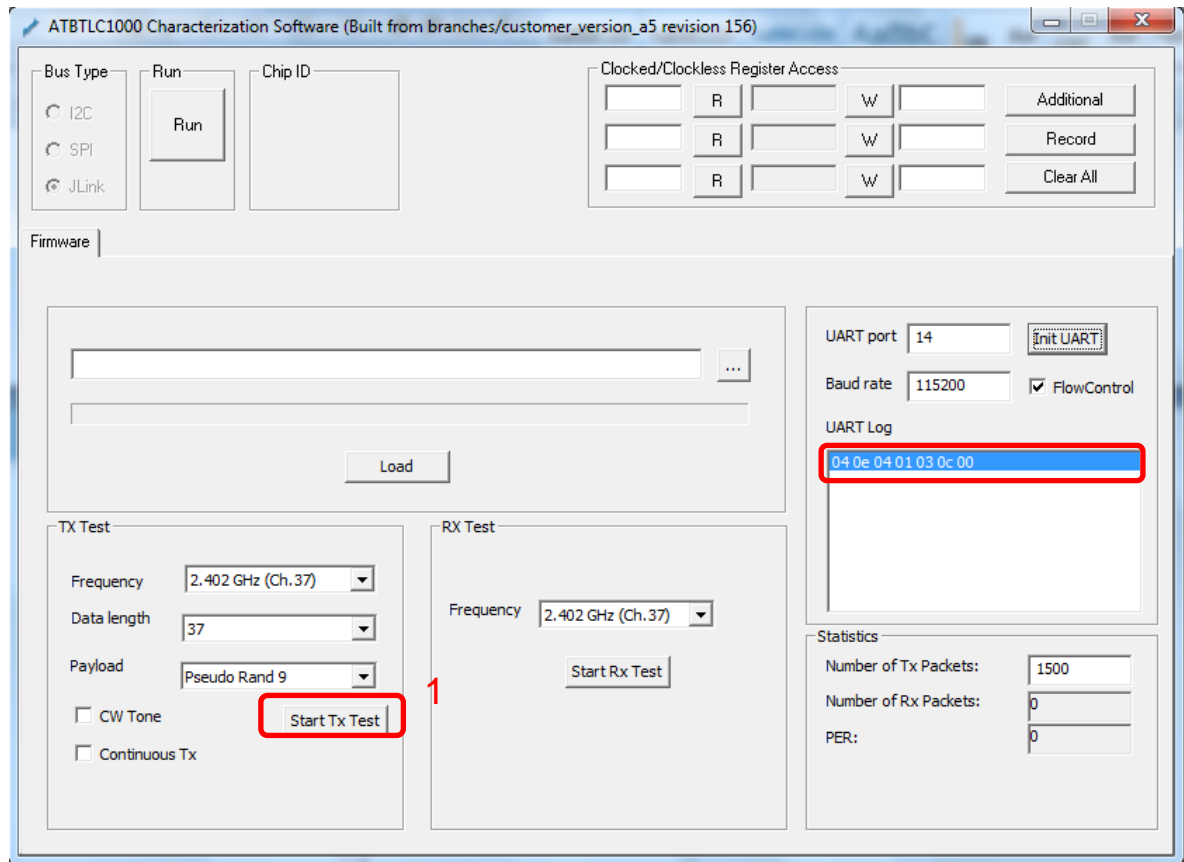 ATBTLC1000 Characterization Software (Built from branches/customer_version_a5 revision 156)
Bus Type
I2C
SPI
JLink
Run
Run
Chip ID
Clocked/Clockless Register Access
R W Additional
R W Record
R W Clear All
Firmware
...
Load
UART port 14 Init UART
Baud rate 115200 FlowControl
UART Log
04 0e 04 01 03 0c 00
TX Test
Frequency 2.402 GHz (Ch.37)
Data length 37
Payload Pseudo Rand 9
CW Tone Start Tx Test
Continuous Tx
1
RX Test
Frequency 2.402 GHz (Ch.37)
Start Rx Test
Statistics
Number of Tx Packets: 1500
Number of Rx Packets: 0
PER: 0